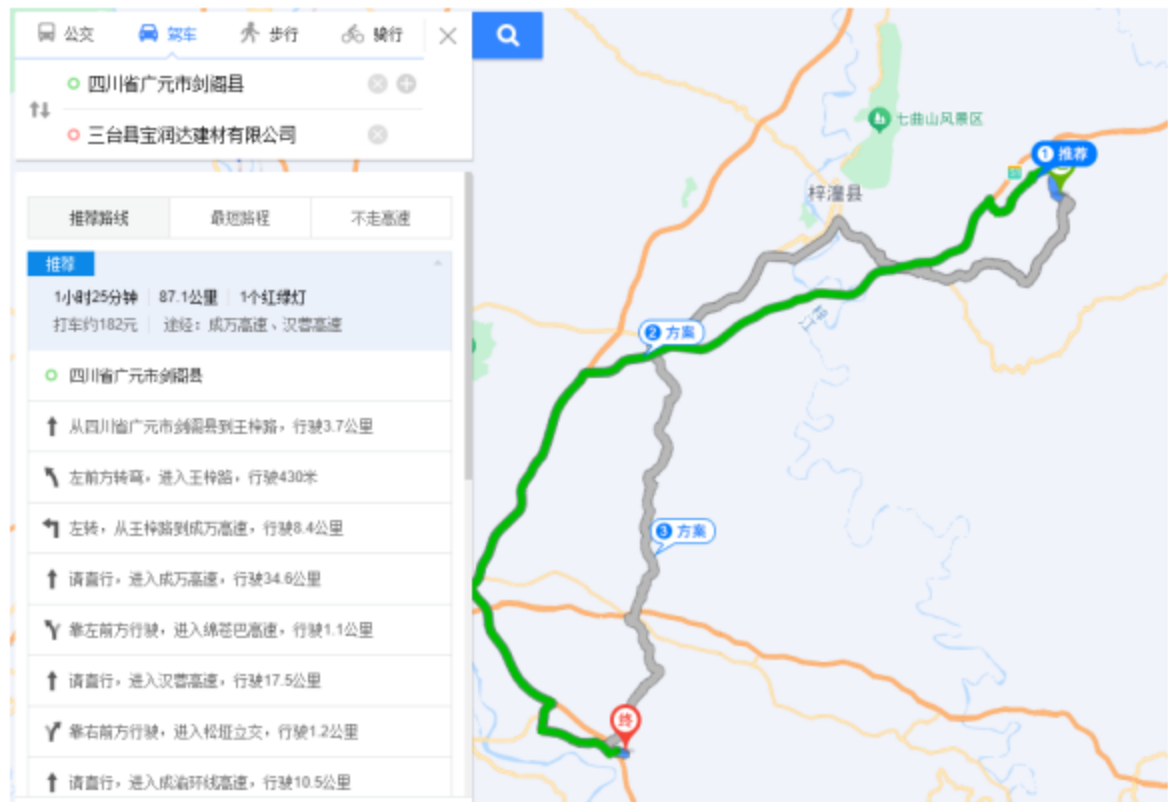 公交 驾车 步行 骑行
四川省广元市剑阁县
三台县宝润达建材有限公司
推荐路线 最短路程 不走高速
推荐
1小时25分钟 87.1公里 1个红绿灯
打车约182元 途经：成万高速、汉蓉高速
四川省广元市剑阁县
从四川省广元市剑阁县到王梓路，行驶3.7公里
左前方转弯，进入王梓路，行驶430米
左转，从王梓路到成万高速，行驶8.4公里
请直行，进入成万高速，行驶34.6公里
靠左前方行驶，进入绵苍巴高速，行驶1.1公里
请直行，进入汉蓉高速，行驶17.5公里
靠右前方行驶，进入松垭立交，行驶1.2公里
请直行，进入成渝环线高速，行驶10.5公里
七曲山风景区
1 推荐
梓潼县
2 方案
3 方案
终